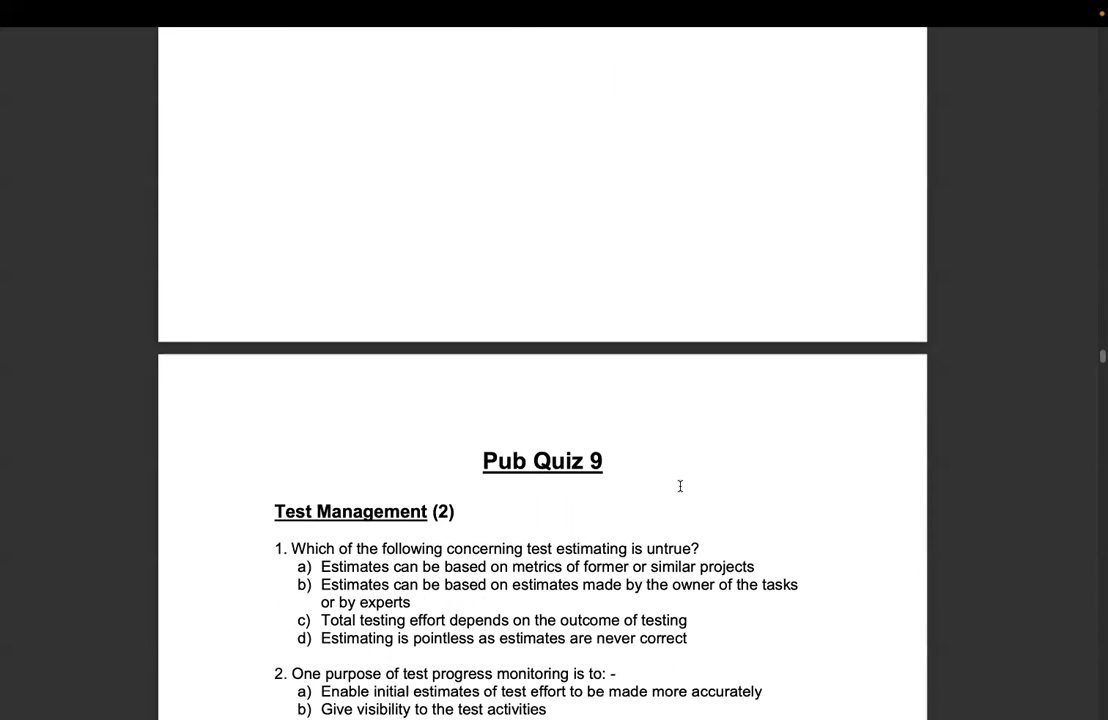 Pub Quiz 9
Test Management (2)
1. Which of the following concerning test estimating is untrue?
a) Estimates can be based on metrics of former or similar projects
b) Estimates can be based on estimates made by the owner of the tasks
or by experts
c) Total testing effort depends on the outcome of testing
d) Estimating is pointless as estimates are never correct
2. One purpose of test progress monitoring is to: -
a) Enable initial estimates of test effort to be made more accurately
b) Give visibility to the test activities